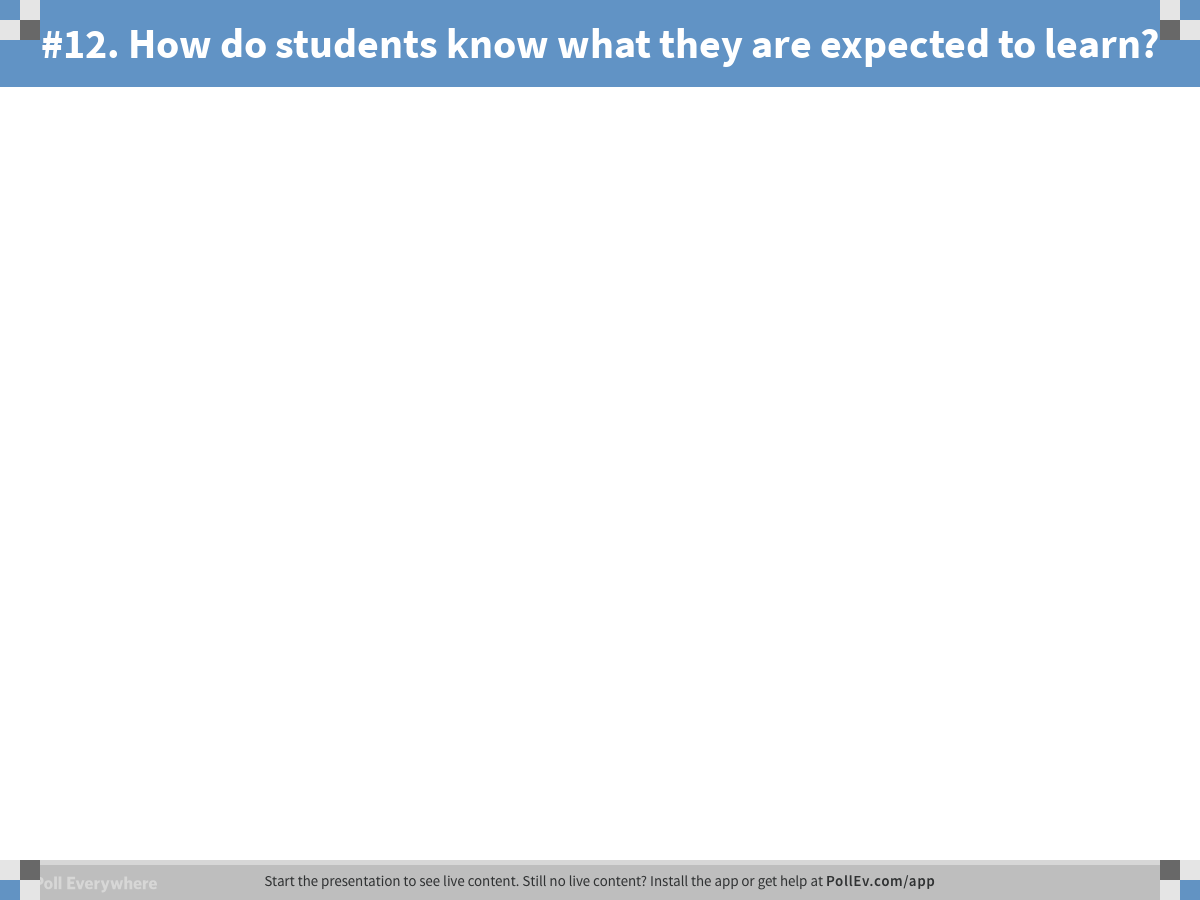 #12. How do students know what they are expected to learn?
Poll Everywhere
Start the presentation to see live content. Still no live content? Install the app or get help at PollEv.com/app